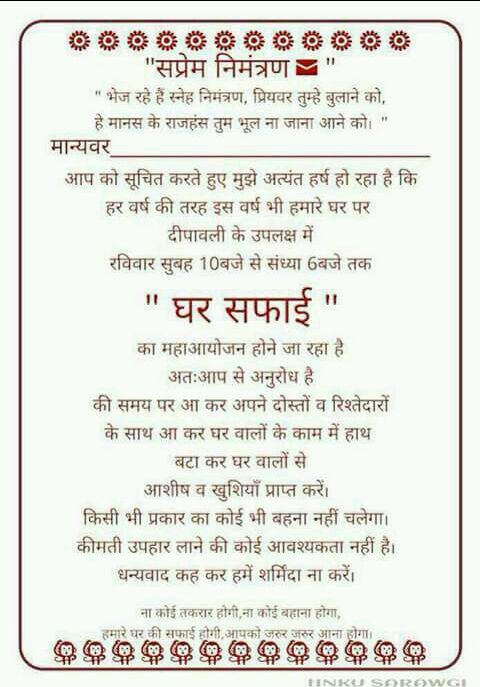 "सप्रेम निमंत्रण "
" भेज रहे हैं स्नेह निमंत्रण, प्रियवर तुम्हे बुलाने को,
हे मानस के राजहंस तुम भूल ना जाना आने को। "
मान्यवर
आप को सूचित करते हुए मुझे अत्यंत हर्ष हो रहा है कि
हर वर्ष की तरह इस वर्ष भी हमारे घर पर
दीपावली के उपलक्ष में
रविवार सुबह 10बजे से संध्या 6बजे तक
" घर सफाई "
का महाआयोजन होने जा रहा है
अतःआप से अनुरोध है
की समय पर आ कर अपने दोस्तों व रिश्तेदारों
के साथ आ कर घर वालों के काम में हाथ
बटा कर घर वालों से
आशीष व खुशियाँ प्राप्त करें।
किसी भी प्रकार का कोई भी बहना नहीं चलेगा।
कीमती उपहार लाने की कोई आवश्यकता नहीं है।
धन्यवाद कह कर हमें शर्मिंदा ना करें।
ना कोई तकरार होगी,ना कोई बहाना होगा,
हमारे घर की सफाई होगी,आपको जरुर जरुर आना होगा।
TINKU SARAWGI